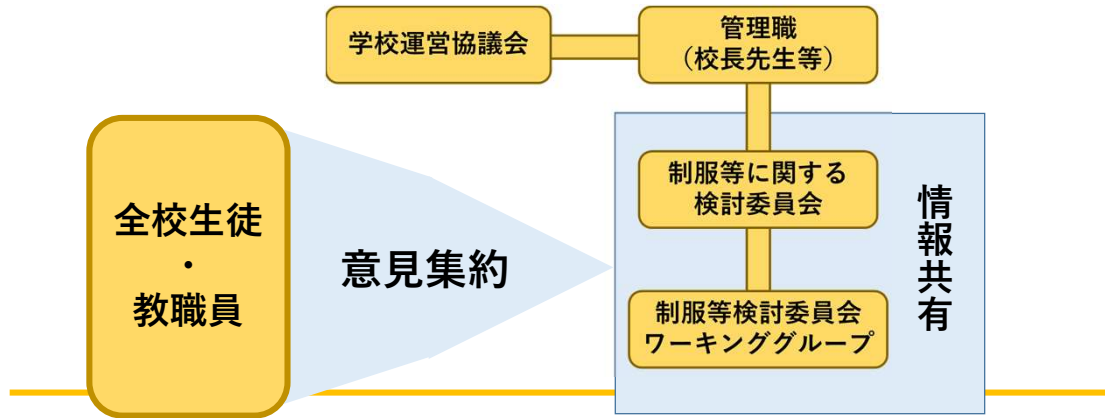 学校運営協議会
管理職
（校長先生等）
全校生徒
・
教職員
意見集約
制服等に関する
検討委員会
制服等検討委員会
ワーキンググループ
情報共有